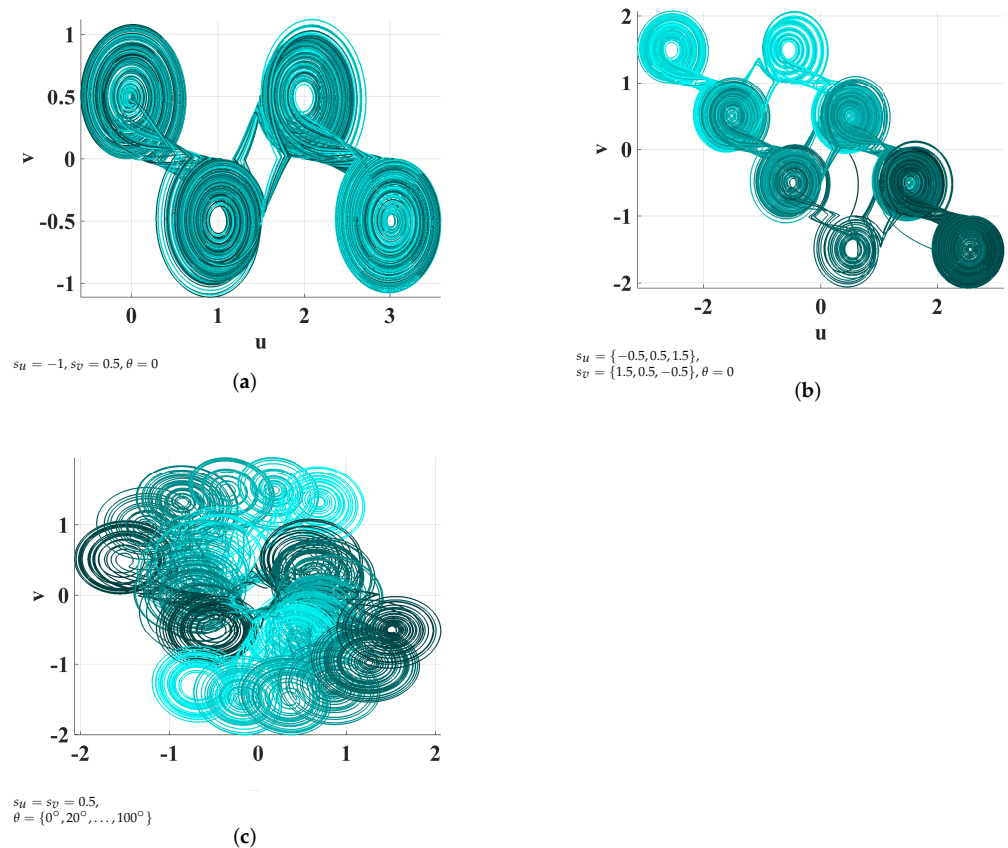 1
0.5
0
-0.5
-1
v
0 1 2 3
u
s_u = −1, s_v = 0.5, θ = 0
(a)
2
1
0
-1
-2
v
-2 0 2
u
s_u = {−0.5, 0.5, 1.5},
s_v = {1.5, 0.5, −0.5}, θ = 0
(b)
1
0
-1
-2
v
-2 -1 0 1 2
s_u = s_v = 0.5,
θ = {0°, 20°, . . . , 100°}
(c)